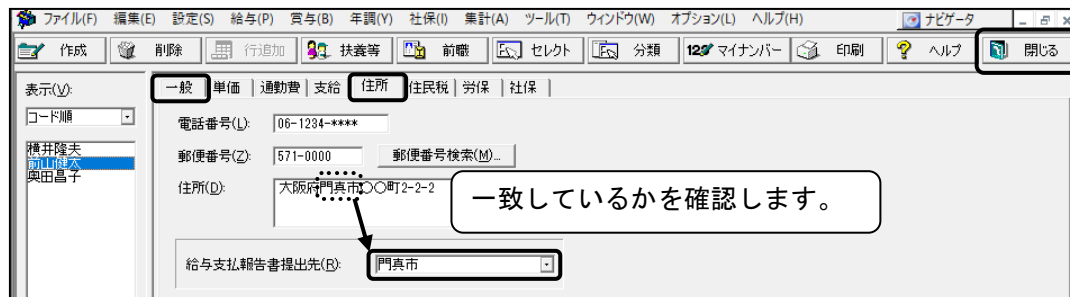 ファイル(F) 編集(E) 設定(S) 給与(P) 賞与(B) 年調(Y) 社保(I) 集計(A) ツール(T) ウィンドウ(W) オプション(L) ヘルプ(H) ナビゲータ
作成 削除 行追加 扶養等 前職 セレクト 分類 マイナンバー 印刷 ヘルプ 閉じる
表示(V): 一般 単価 通勤費 支給 住所 住民税 労保 社保
コード順
電話番号(L): 06-1234-****
横井隆夫
前山健太
奥田昌子
郵便番号(Z): 571-0000 郵便番号検索(M)...
住所(D): 大阪府門真市〇〇町2-2-2
一致しているかを確認します。
給与支払報告書提出先(R): 門真市